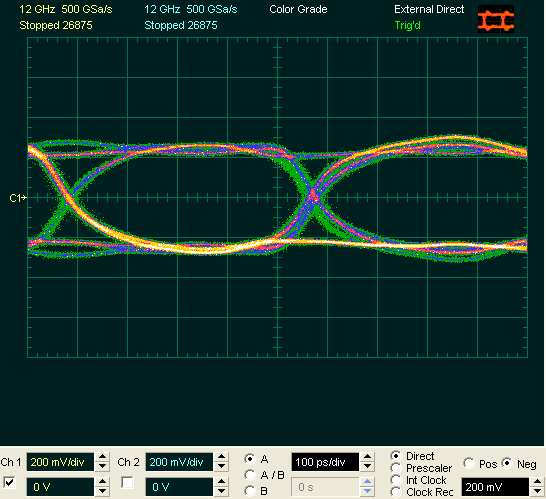 12 GHz 500 GSa/s 12 GHz 500 GSa/s Color Grade External Direct
Stopped 26875 Stopped 26875 Trig'd
C1
Ch 1 200 mV/div Ch 2 200 mV/div A 100 ps/div Direct Pos Neg
Prescaler
0 V 0 V A / B 0 s Int Clock
B Clock Rec 200 mV